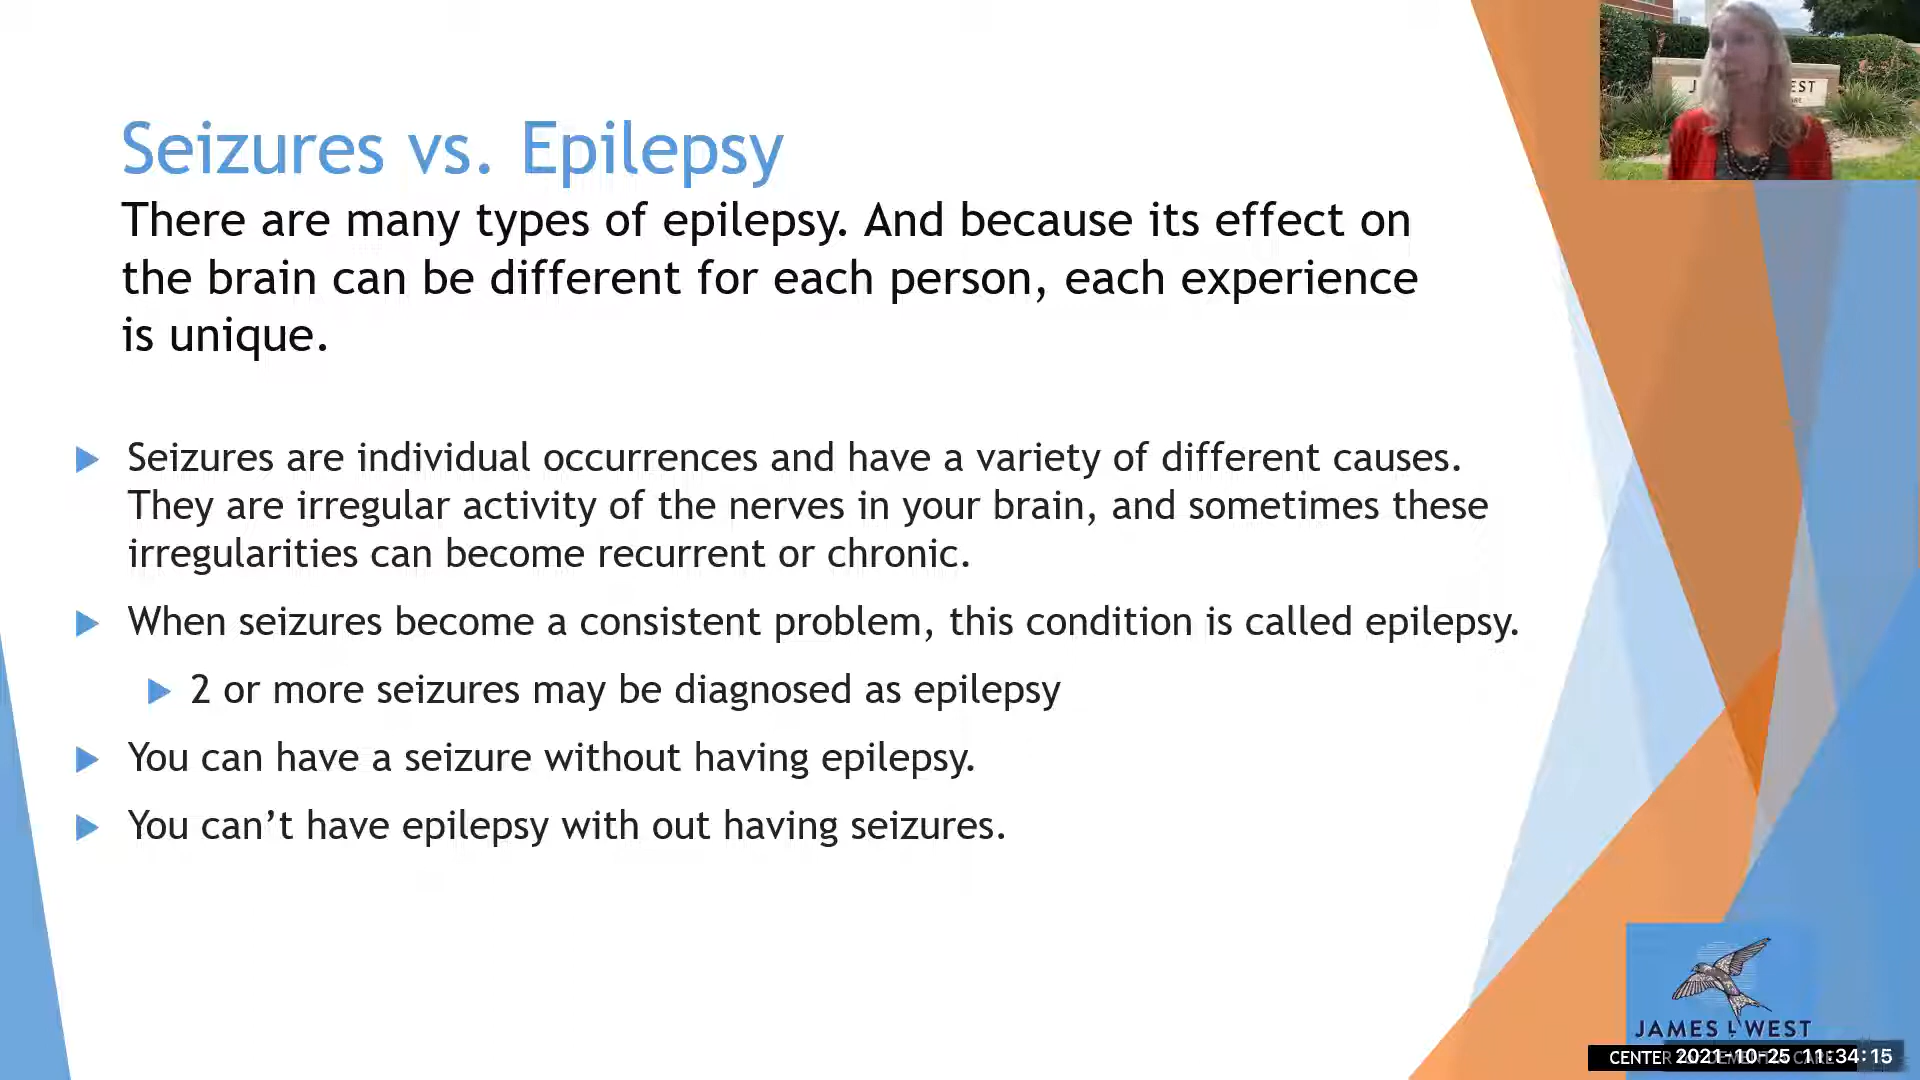 Seizures vs. Epilepsy
There are many types of epilepsy. And because its effect on
the brain can be different for each person, each experience
is unique.
Seizures are individual occurrences and have a variety of different causes.
They are irregular activity of the nerves in your brain, and sometimes these
irregularities can become recurrent or chronic.
When seizures become a consistent problem, this condition is called epilepsy.
2 or more seizures may be diagnosed as epilepsy
You can have a seizure without having epilepsy.
You can’t have epilepsy with out having seizures.
JAMES L WEST
CENTER
2021-10-25 11:34:15